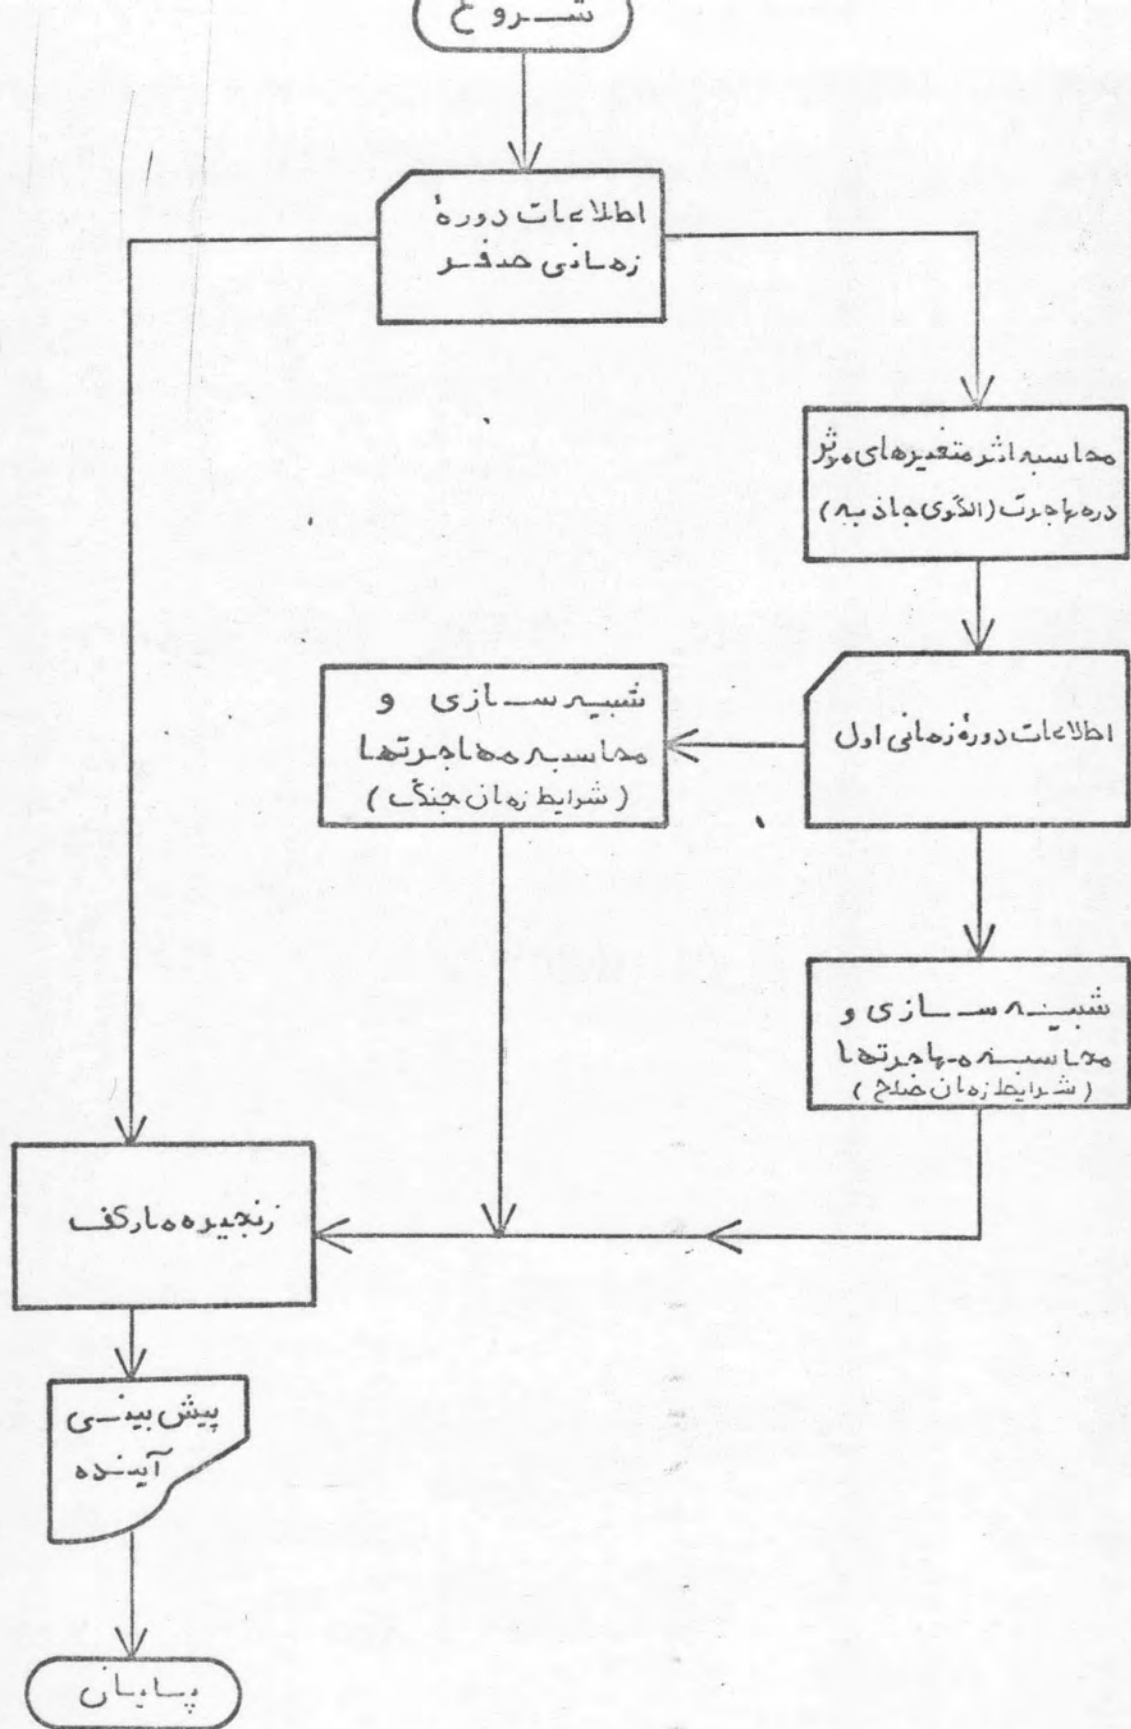 شروع
اطلاعات دورهٔ
زمانی صفر
محاسبه اثر متغیرهای موثر
در مهاجرت (الگوی جاذبه)
اطلاعات دورهٔ زمانی اول
شبیه سازی و
محاسبه مهاجرتها
(شرایط زمان جنگ)
شبیه سازی و
محاسبه مهاجرتها
(شرایط زمان صلح)
زنجیره مارکف
پیش بینی
آینده
پایان